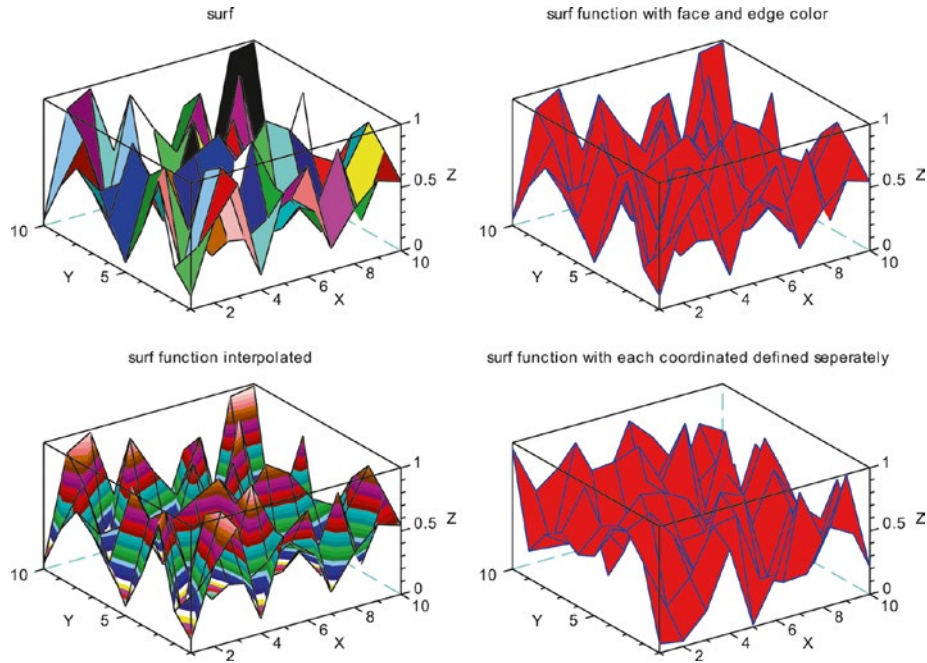 surf
1
0.5
Z
0
10
10
Y
5
8
6
X
4
2
surf function with face and edge color
1
0.5
Z
0
10
10
Y
5
8
6
X
4
2
surf function interpolated
1
0.5
Z
0
10
10
Y
5
8
6
X
4
2
surf function with each coordinated defined seperately
1
0.5
Z
0
10
10
Y
5
8
6
X
4
2